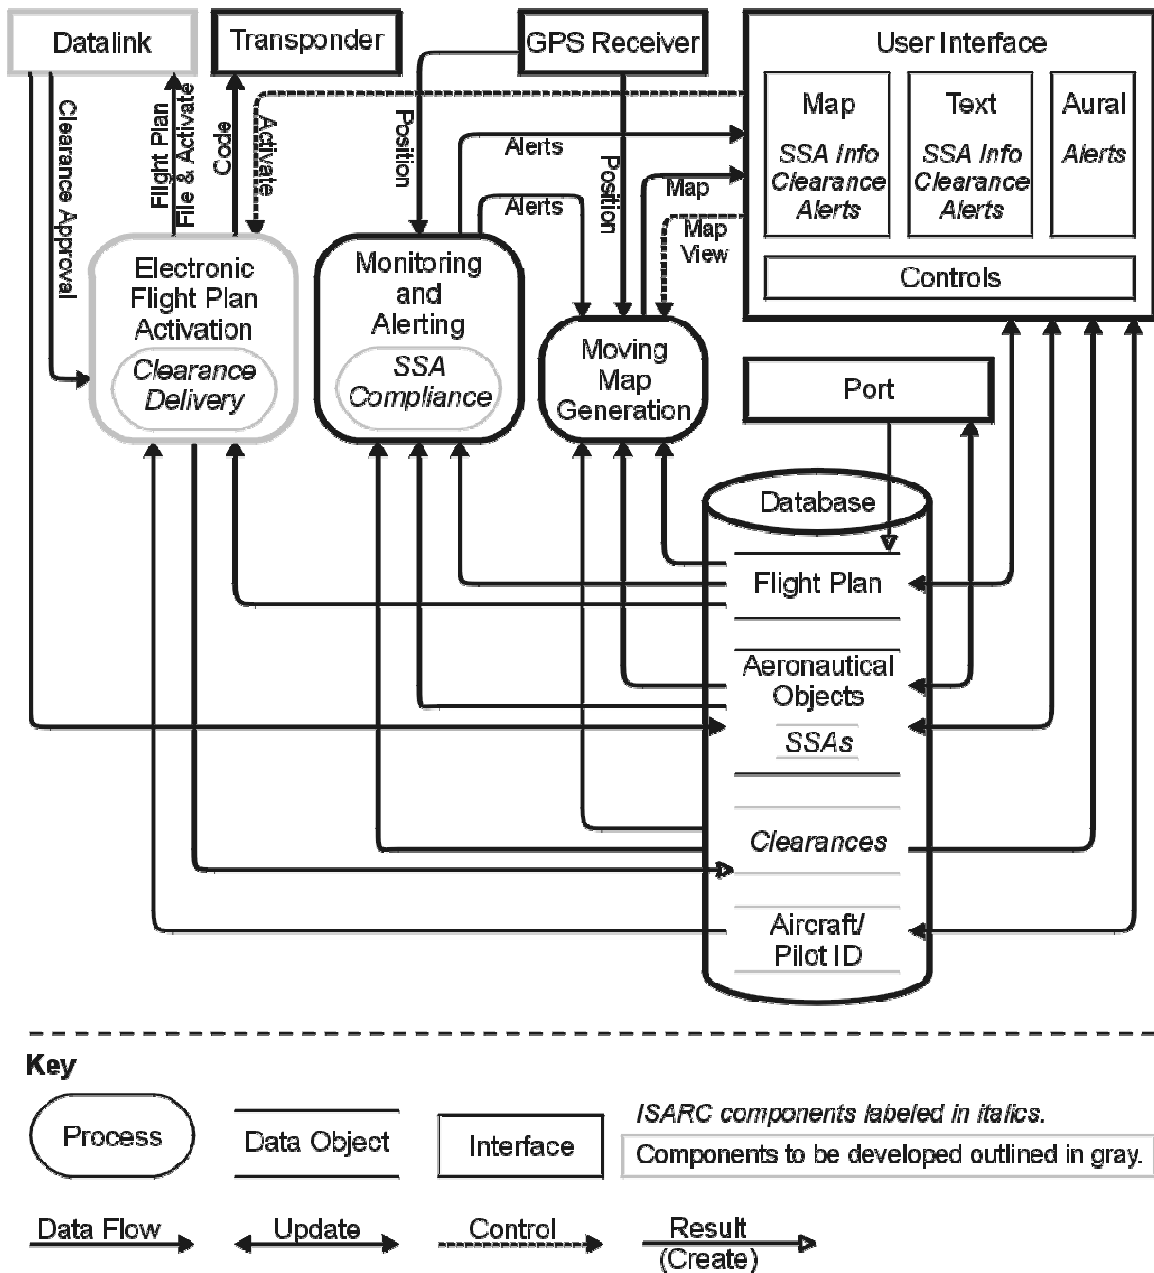 Datalink
Transponder
GPS Receiver
User Interface
Map
SSA Info
Clearance
Alerts
Text
SSA Info
Clearance
Alerts
Aural
Alerts
Controls
Clearance Approval
Flight Plan
File & Activate
Code
Activate
Position
Alerts
Alerts
Position
Map
Map
View
Electronic
Flight Plan
Activation
Clearance
Delivery
Monitoring
and
Alerting
SSA
Compliance
Moving
Map
Generation
Port
Database
Flight Plan
Aeronautical
Objects
SSAs
Clearances
Aircraft/
Pilot ID
Key
Process
Data Object
Interface
ISARC components labeled in italics.
Components to be developed outlined in gray.
Data Flow
Update
Control
Result
(Create)